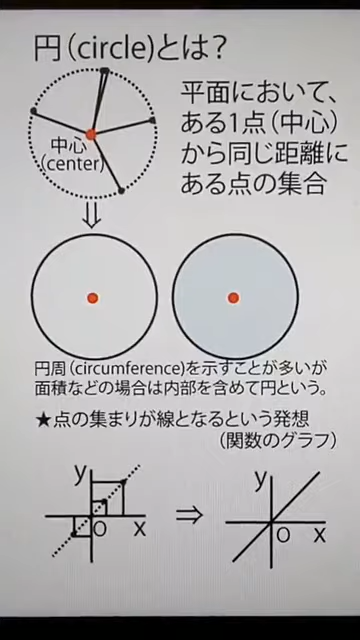 円(circle)とは?
平面において、
ある1点(中心)
から同じ距離に
ある点の集合
中心
(center)
⇓
円周(circumference)を示すことが多いが
面積などの場合は内部を含めて円という。
★点の集まりが線となるという発想
(関数のグラフ)
y
O
x
⇒
y
O
x